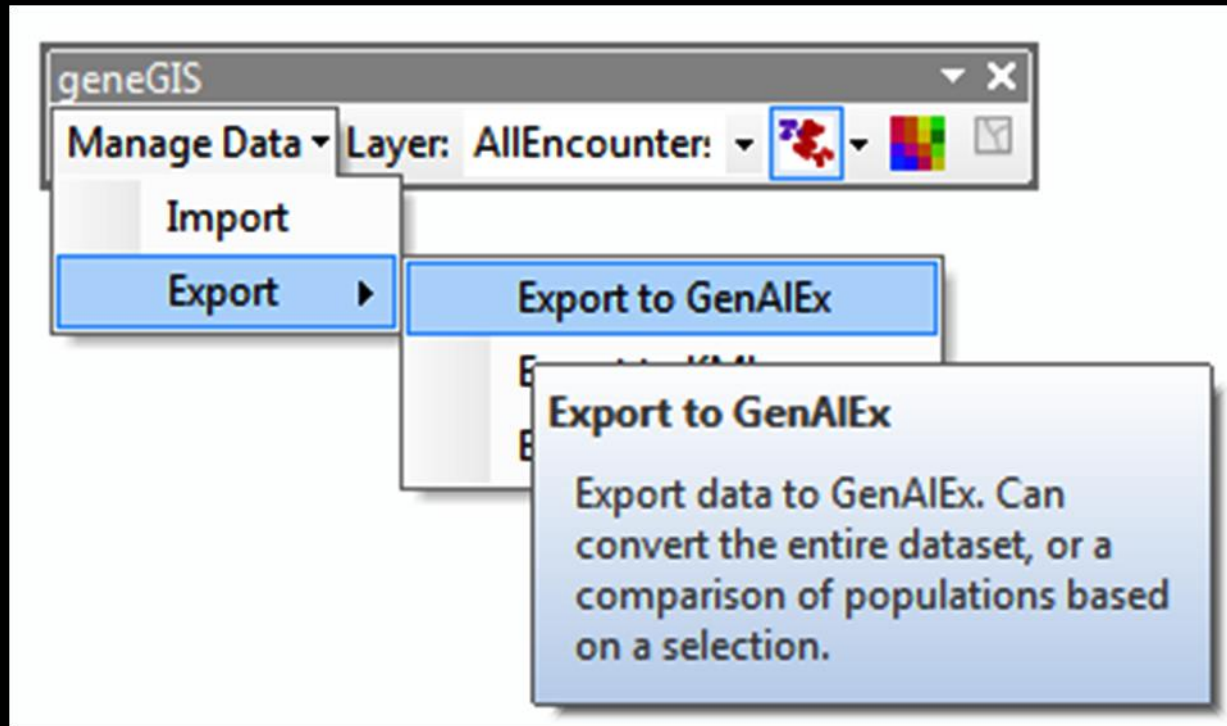 geneGIS
Manage Data Layer: AllEncounter
Import
Export
Export to GenAlEx
Export to GenAlEx
Export data to GenAlEx. Can
convert the entire dataset, or a
comparison of populations based
on a selection.